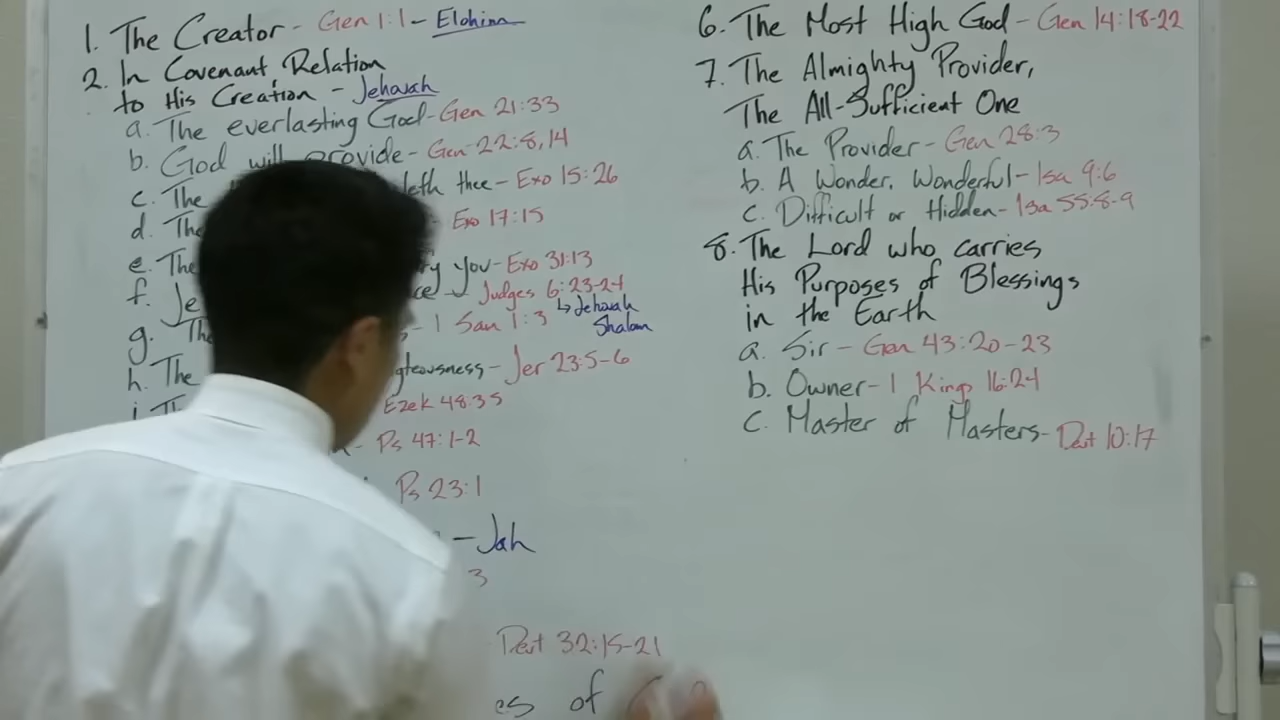 1. The Creator - Gen 1:1 - Elohim
2. In Covenant Relation
to His Creation - Jehovah
a. The everlasting God - Gen 21:33
b. God will provide - Gen 22:8,14
c. The leth thee - Exo 15:26
d. The Exo 17:15
e. The fy you - Exo 31:13
f. Je ce - Judges 6:23-24
↳ Jehovah
Shalom
g. The - 1 Sam 1:3
h. The ghteousness - Jer 23:5-6
i. Th Ezek 48:35
- Ps 47:1-2
Ps 23:1
- Jah
3
Deut 32:15-21
es of
6. The Most High God - Gen 14:18-22
7. The Almighty Provider,
The All-Sufficient One
a. The Provider - Gen 28:3
b. A Wonder, Wonderful - Isa 9:6
c. Difficult or Hidden - Isa 55:8-9
8. The Lord who carries
His Purposes of Blessings
in the Earth
a. Sir - Gen 43:20-23
b. Owner - 1 Kings 16:24
c. Master of Masters - Deut 10:17